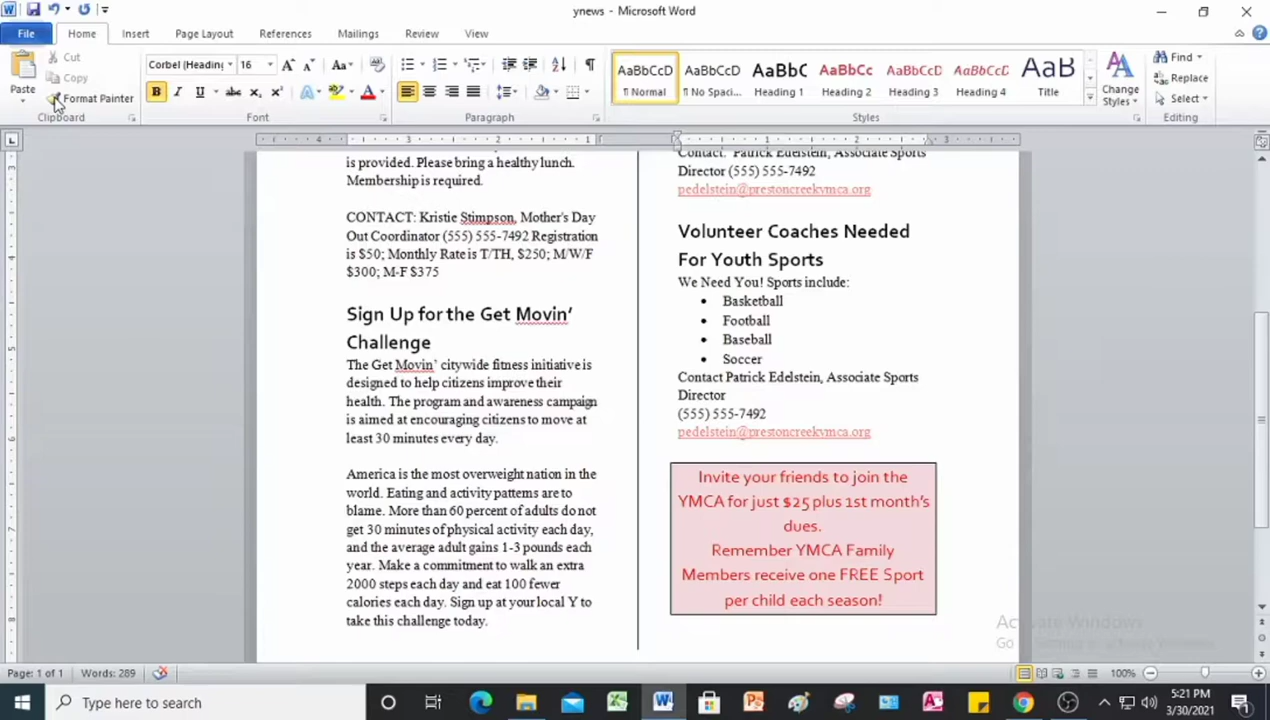 ynews - Microsoft Word
File Home Insert Page Layout References Mailings Review View
Paste
Cut
Copy
Format Painter
Clipboard
Corbel (Heading 16
Font
Paragraph
AaBbCcD AaBbCcD AaBbC AaBbCc AaBbCcD AaBbCcD AaB
¶ Normal ¶ No Spaci... Heading 1 Heading 2 Heading 3 Heading 4 Title
Change Styles
Styles
Find
Replace
Select
Editing
is provided. Please bring a healthy lunch.
Membership is required.
CONTACT: Kristie Stimpson, Mother's Day
Out Coordinator (555) 555-7492 Registration
is $50; Monthly Rate is T/TH, $250; M/W/F
$300; M-F $375
Sign Up for the Get Movin'
Challenge
The Get Movin' citywide fitness initiative is
designed to help citizens improve their
health. The program and awareness campaign
is aimed at encouraging citizens to move at
least 30 minutes every day.
America is the most overweight nation in the
world. Eating and activity patterns are to
blame. More than 60 percent of adults do not
get 30 minutes of physical activity each day,
and the average adult gains 1-3 pounds each
year. Make a commitment to walk an extra
2000 steps each day and eat 100 fewer
calories each day. Sign up at your local Y to
take this challenge today.
Contact: Patrick Edelstein, Associate Sports
Director (555) 555-7492
pedelstein@prestoncreekymca.org
Volunteer Coaches Needed
For Youth Sports
We Need You! Sports include:
• Basketball
• Football
• Baseball
• Soccer
Contact Patrick Edelstein, Associate Sports
Director
(555) 555-7492
pedelstein@prestoncreekymca.org
Invite your friends to join the
YMCA for just $25 plus 1st month's
dues.
Remember YMCA Family
Members receive one FREE Sport
per child each season!
Activate Windows
Page: 1 of 1 Words: 289 100%
Type here to search
5:21 PM
3/30/2021